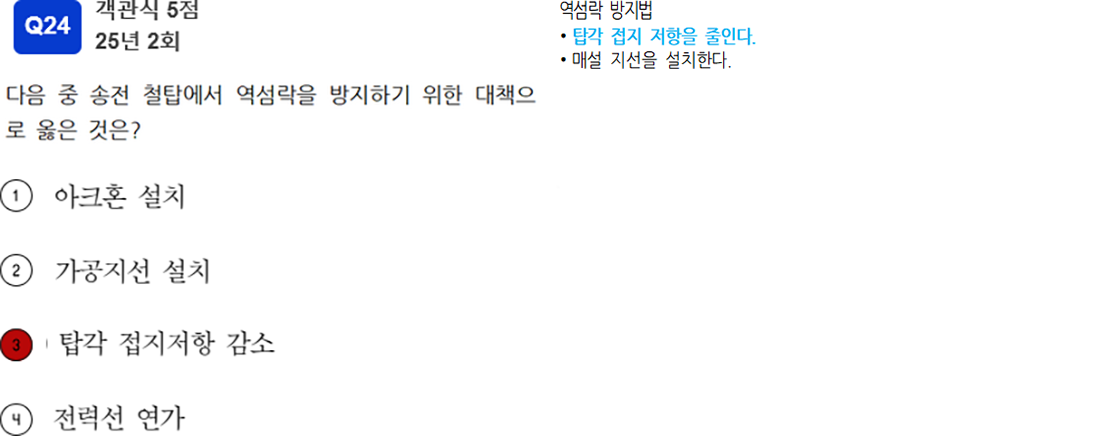 Q24
객관식 5점
25년 2회
다음 중 송전 철탑에서 역섬락을 방지하기 위한 대책으
로 옳은 것은?
① 아크혼 설치
② 가공지선 설치
③ 탑각 접지저항 감소
④ 전력선 연가
역섬락 방지법
• 탑각 접지 저항을 줄인다.
• 매설 지선을 설치한다.